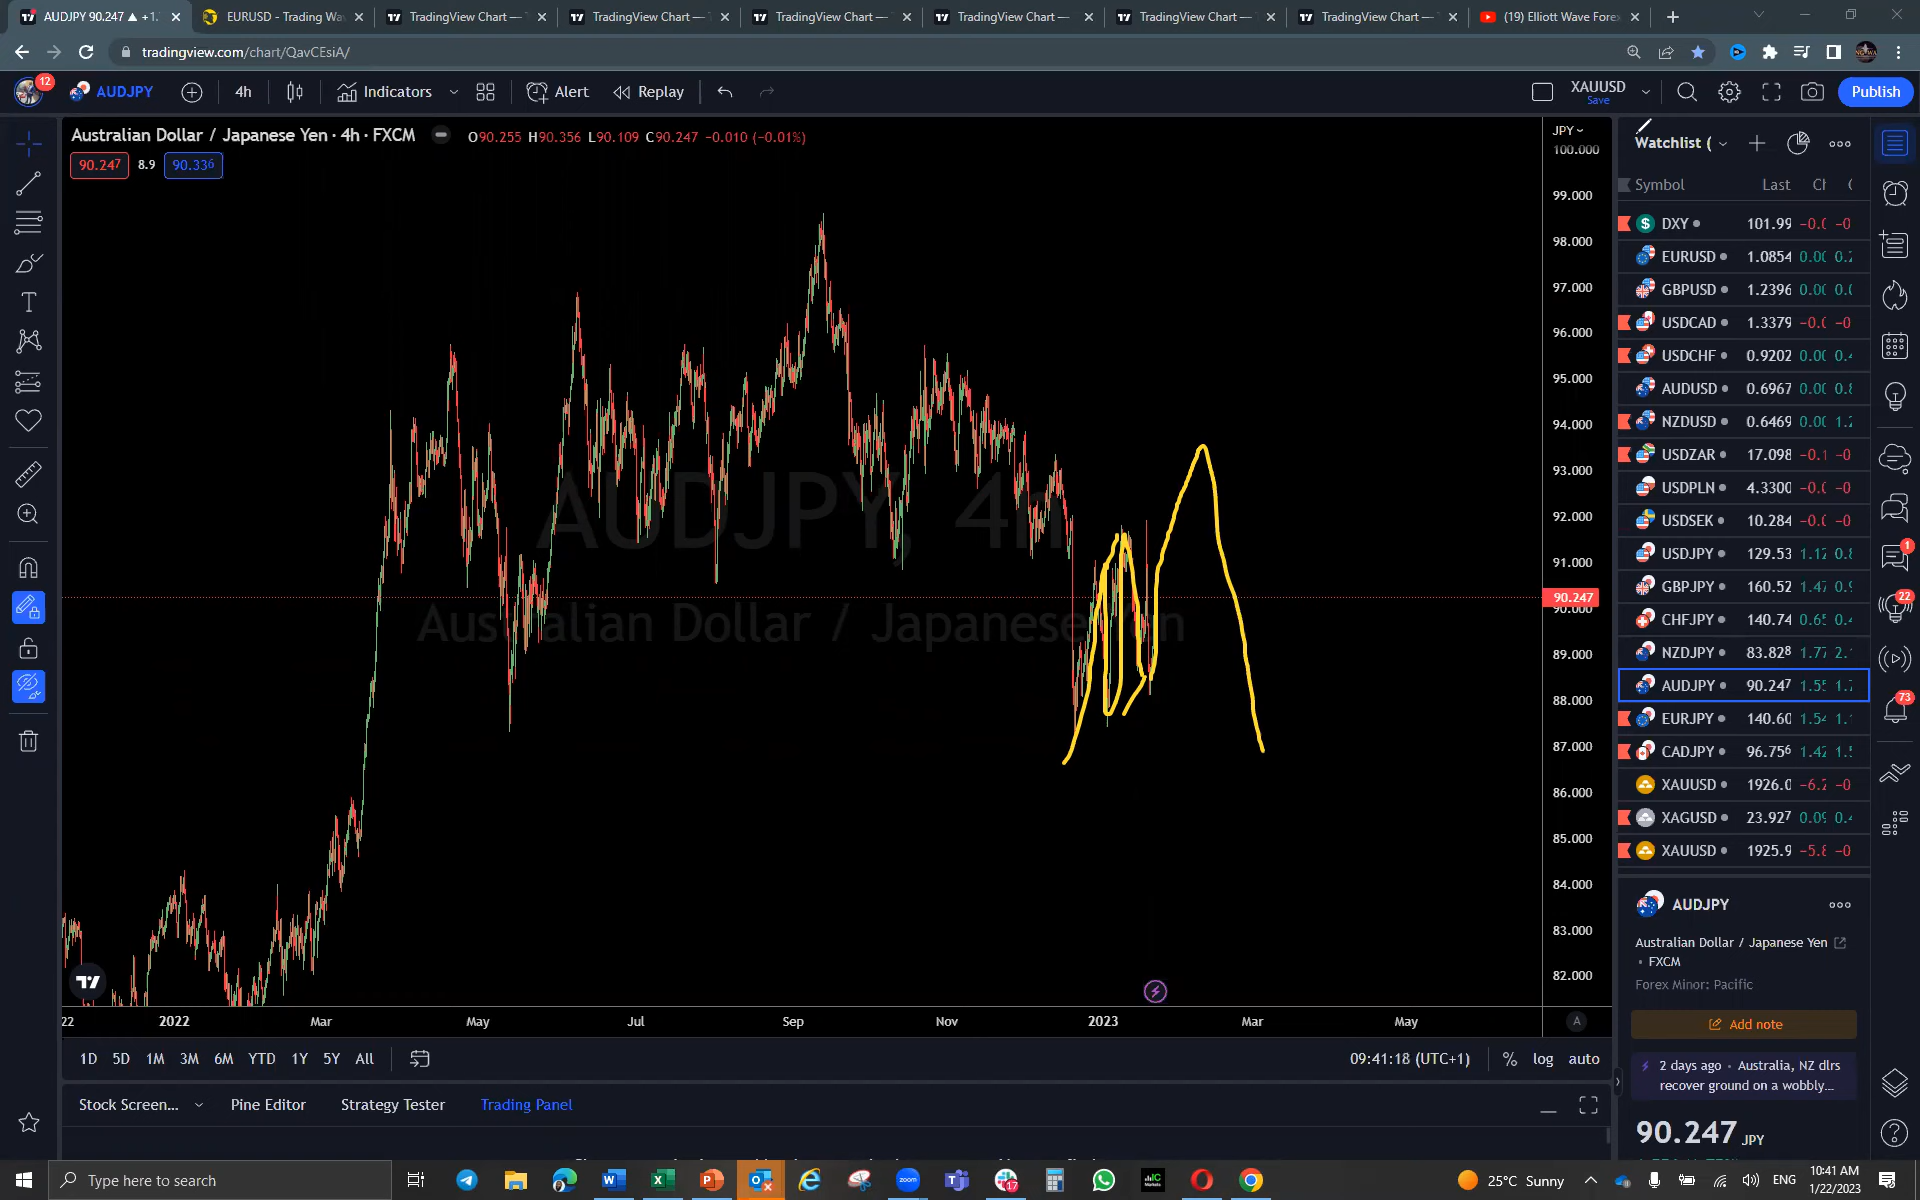 AUDJPY 90.247 ▲ +1.
EURUSD - Trading Wa
TradingView Chart —
TradingView Chart —
TradingView Chart —
TradingView Chart —
TradingView Chart —
TradingView Chart —
(19) Elliott Wave Fore
tradingview.com/chart/QavCEsiA/
12
AUDJPY
4h
Indicators
Alert
Replay
XAUUSD
Save
Publish
Australian Dollar / Japanese Yen · 4h · FXCM
O90.255 H90.356 L90.109 C90.247 -0.010 (-0.01%)
90.247
8.9
90.336
AUDJPY, 4h
Australian Dollar / Japanese Yen
JPY
100.000
99.000
98.000
97.000
96.000
95.000
94.000
93.000
92.000
91.000
90.247
90.000
89.000
88.000
87.000
86.000
85.000
84.000
83.000
82.000
22
2022
Mar
May
Jul
Sep
Nov
2023
Mar
May
A
1D 5D 1M 3M 6M YTD 1Y 5Y All
09:41:18 (UTC+1)
% log auto
Stock Screen...
Pine Editor
Strategy Tester
Trading Panel
Watchlist (
Symbol Last
DXY 101.99
EURUSD 1.0854
GBPUSD 1.2396
USDCAD 1.3379
USDCHF 0.9202
AUDUSD 0.6967
NZDUSD 0.6469
USDZAR 17.098
USDPLN 4.3300
USDSEK 10.284
USDJPY 129.53
GBPJPY 160.52
CHFJPY 140.74
NZDJPY 83.828
AUDJPY 90.247
EURJPY 140.60
CADJPY 96.756
XAUUSD 1926.0
XAGUSD 23.927
XAUUSD 1925.9
1
22
73
AUDJPY
Australian Dollar / Japanese Yen
• FXCM
Forex Minor: Pacific
Add note
2 days ago · Australia, NZ dlrs
recover ground on a wobbly...
90.247 JPY
Type here to search
zoom
17
25°C Sunny
ENG
10:41 AM
1/22/2023